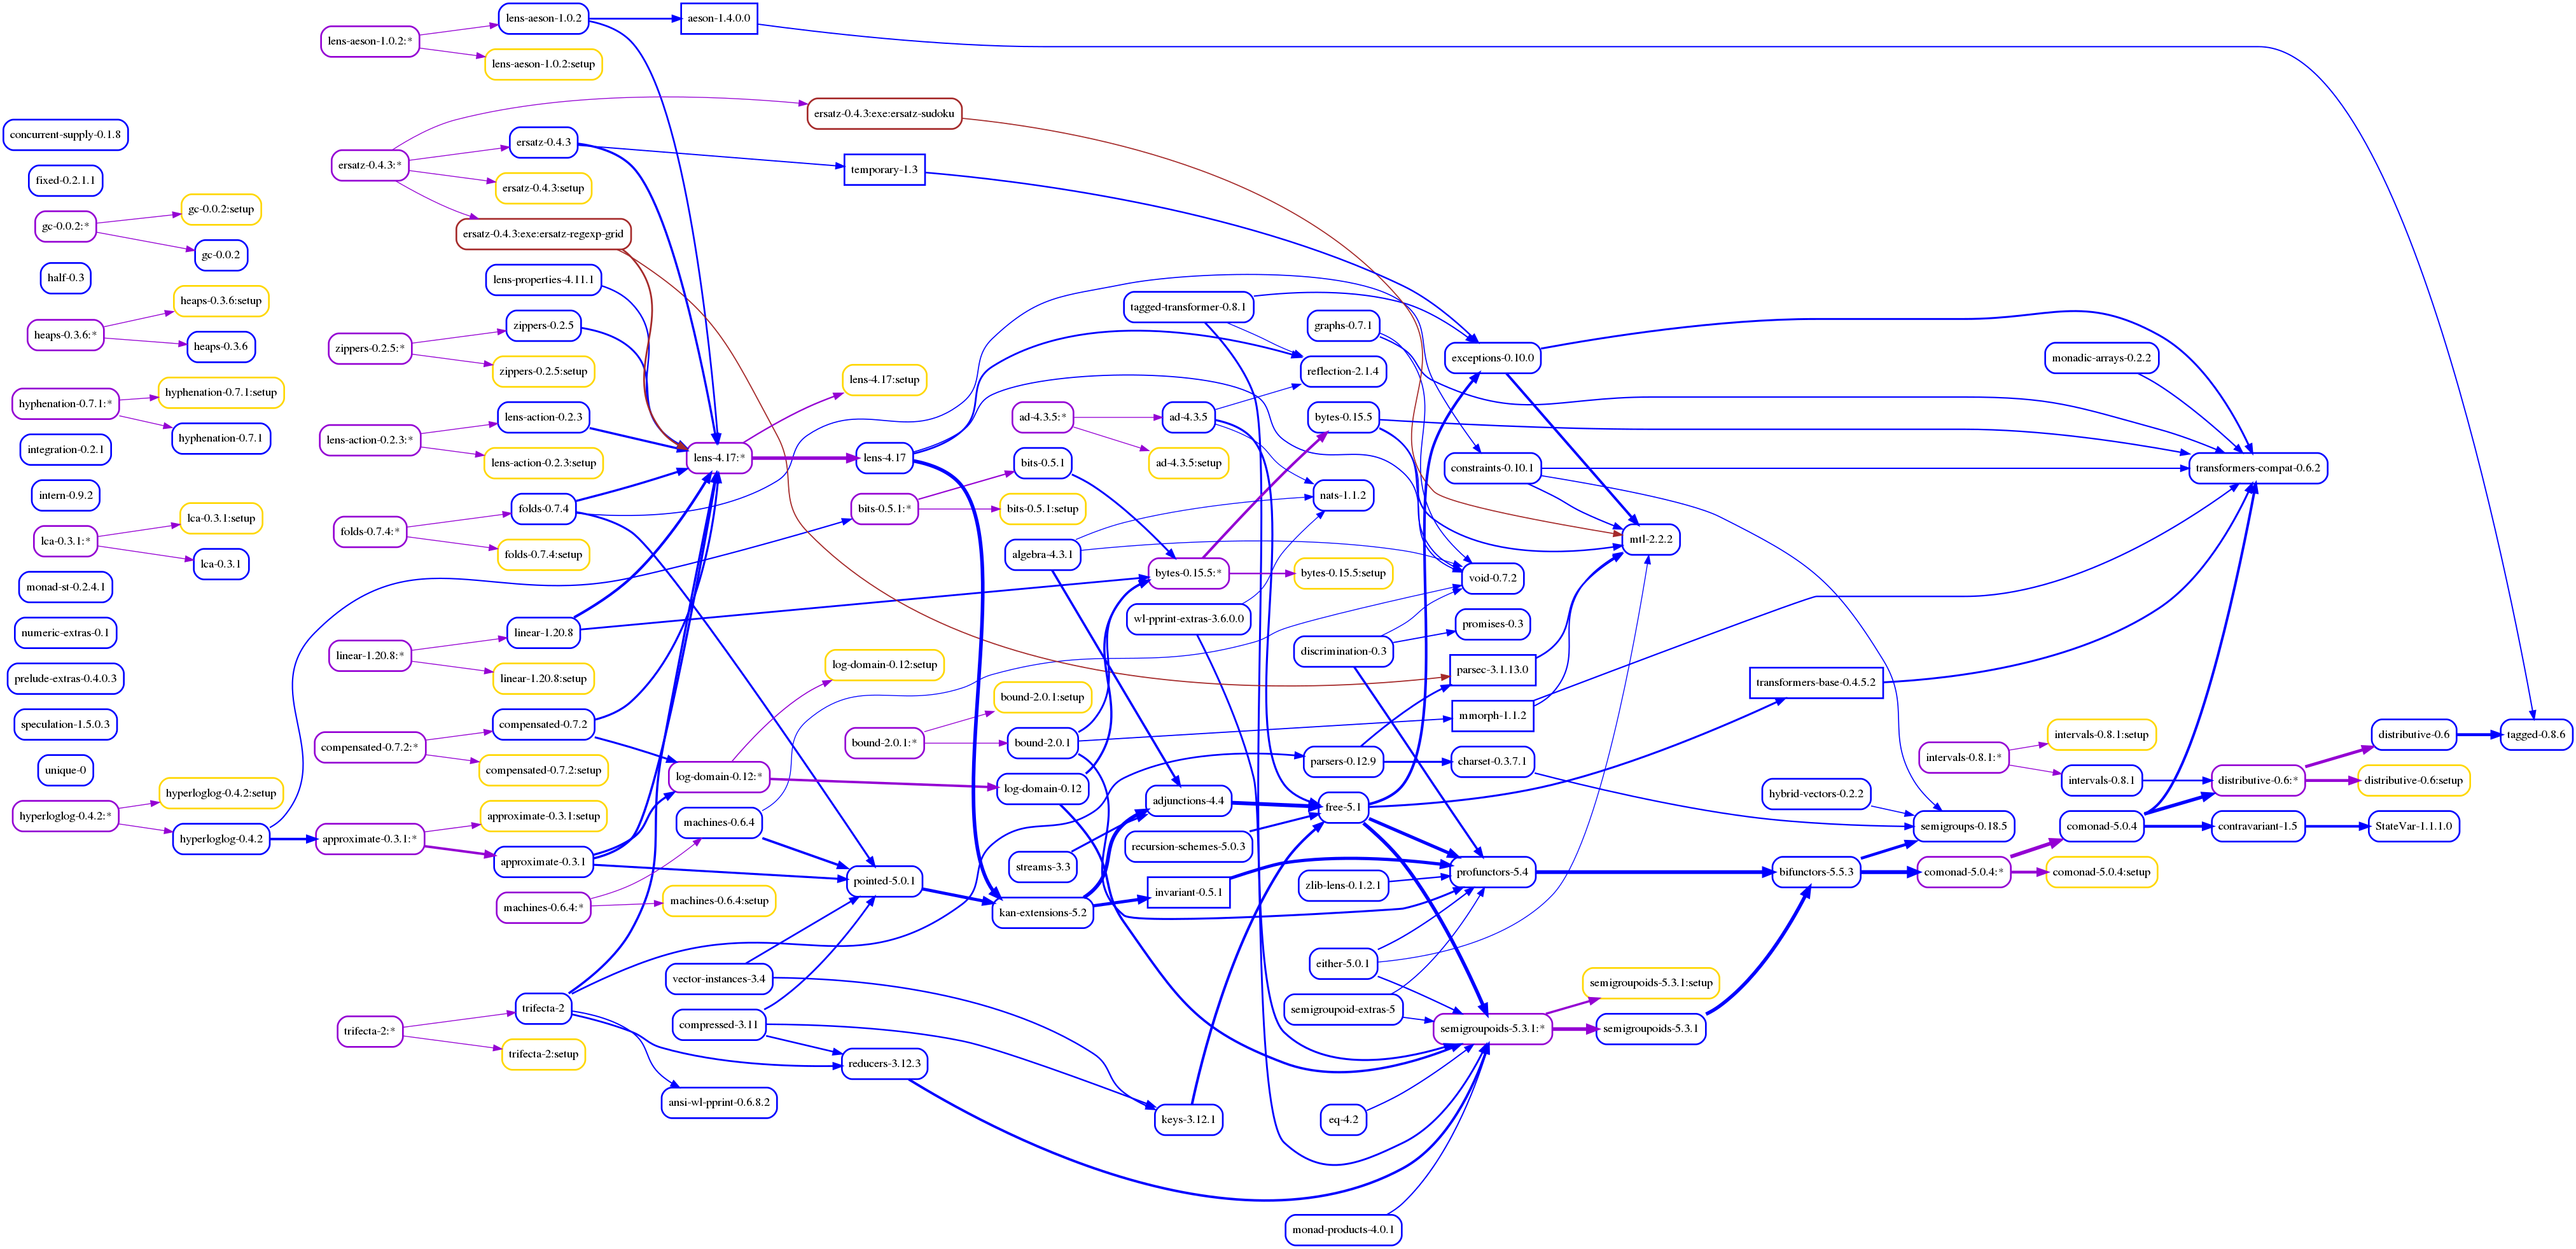 concurrent-supply-0.1.8
fixed-0.2.1.1
gc-0.0.2:*
gc-0.0.2:setup
gc-0.0.2
half-0.3
heaps-0.3.6:*
heaps-0.3.6:setup
heaps-0.3.6
hyphenation-0.7.1:*
hyphenation-0.7.1:setup
hyphenation-0.7.1
integration-0.2.1
intern-0.9.2
lca-0.3.1:*
lca-0.3.1:setup
lca-0.3.1
monad-st-0.2.4.1
numeric-extras-0.1
prelude-extras-0.4.0.3
speculation-1.5.0.3
unique-0
hyperloglog-0.4.2:*
hyperloglog-0.4.2:setup
hyperloglog-0.4.2
lens-aeson-1.0.2:*
lens-aeson-1.0.2
lens-aeson-1.0.2:setup
aeson-1.4.0.0
ersatz-0.4.3:*
ersatz-0.4.3:exe:ersatz-sudoku
ersatz-0.4.3
ersatz-0.4.3:setup
ersatz-0.4.3:exe:ersatz-regexp-grid
temporary-1.3
lens-properties-4.11.1
zippers-0.2.5:*
zippers-0.2.5
zippers-0.2.5:setup
lens-action-0.2.3:*
lens-action-0.2.3
lens-action-0.2.3:setup
folds-0.7.4:*
folds-0.7.4
folds-0.7.4:setup
linear-1.20.8:*
linear-1.20.8
linear-1.20.8:setup
compensated-0.7.2:*
compensated-0.7.2
compensated-0.7.2:setup
approximate-0.3.1:*
approximate-0.3.1:setup
approximate-0.3.1
machines-0.6.4:*
machines-0.6.4
machines-0.6.4:setup
trifecta-2:*
trifecta-2
trifecta-2:setup
lens-4.17:*
lens-4.17:setup
lens-4.17
bits-0.5.1:*
bits-0.5.1
bits-0.5.1:setup
log-domain-0.12:*
log-domain-0.12:setup
log-domain-0.12
bound-2.0.1:*
bound-2.0.1:setup
bound-2.0.1
pointed-5.0.1
vector-instances-3.4
compressed-3.11
reducers-3.12.3
ansi-wl-pprint-0.6.8.2
ad-4.3.5:*
ad-4.3.5
ad-4.3.5:setup
algebra-4.3.1
streams-3.3
kan-extensions-5.2
tagged-transformer-0.8.1
bytes-0.15.5:*
bytes-0.15.5
bytes-0.15.5:setup
wl-pprint-extras-3.6.0.0
adjunctions-4.4
recursion-schemes-5.0.3
invariant-0.5.1
keys-3.12.1
graphs-0.7.1
reflection-2.1.4
nats-1.1.2
discrimination-0.3
parsers-0.12.9
free-5.1
zlib-lens-0.1.2.1
either-5.0.1
semigroupoid-extras-5
eq-4.2
monad-products-4.0.1
exceptions-0.10.0
constraints-0.10.1
void-0.7.2
promises-0.3
parsec-3.1.13.0
mmorph-1.1.2
charset-0.3.7.1
profunctors-5.4
semigroupoids-5.3.1:*
semigroupoids-5.3.1:setup
semigroupoids-5.3.1
mtl-2.2.2
transformers-base-0.4.5.2
hybrid-vectors-0.2.2
bifunctors-5.5.3
semigroups-0.18.5
comonad-5.0.4:*
comonad-5.0.4
comonad-5.0.4:setup
intervals-0.8.1:*
intervals-0.8.1:setup
intervals-0.8.1
monadic-arrays-0.2.2
transformers-compat-0.6.2
distributive-0.6:*
distributive-0.6
distributive-0.6:setup
contravariant-1.5
StateVar-1.1.1.0
tagged-0.8.6